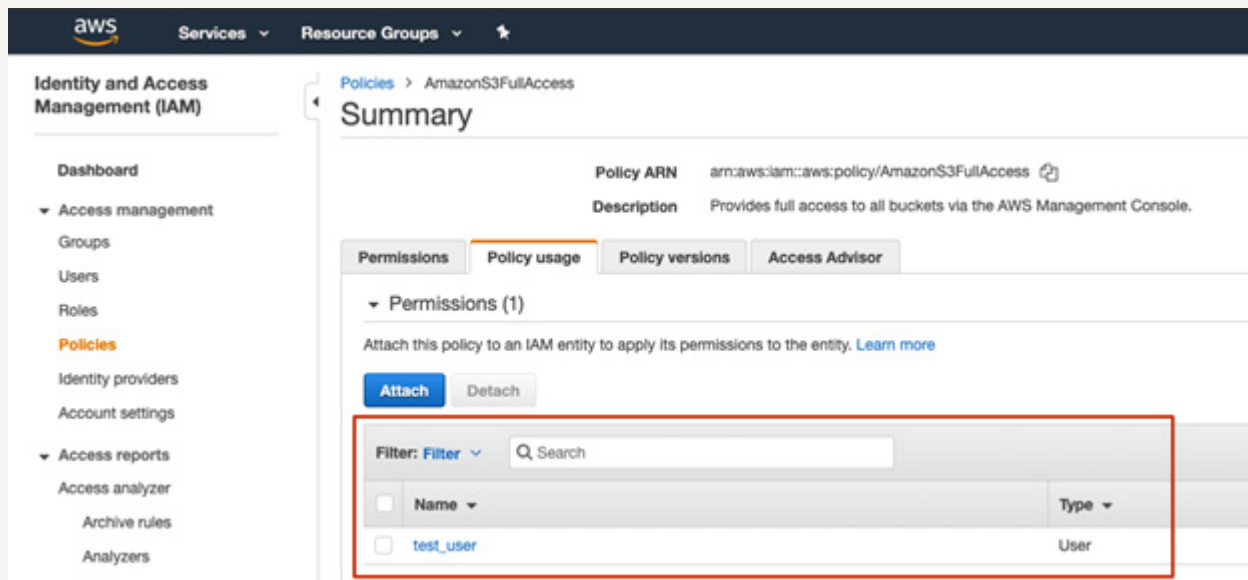 aws Services Resource Groups
Identity and Access
Management (IAM)
Dashboard
Access management
Groups
Users
Roles
Policies
Identity providers
Account settings
Access reports
Access analyzer
Archive rules
Analyzers
Policies > AmazonS3FullAccess
Summary
Policy ARN arn:aws:iam::aws:policy/AmazonS3FullAccess
Description Provides full access to all buckets via the AWS Management Console.
Permissions Policy usage Policy versions Access Advisor
Permissions (1)
Attach this policy to an IAM entity to apply its permissions to the entity. Learn more
Attach Detach
Filter: Filter Search
Name Type
test_user User